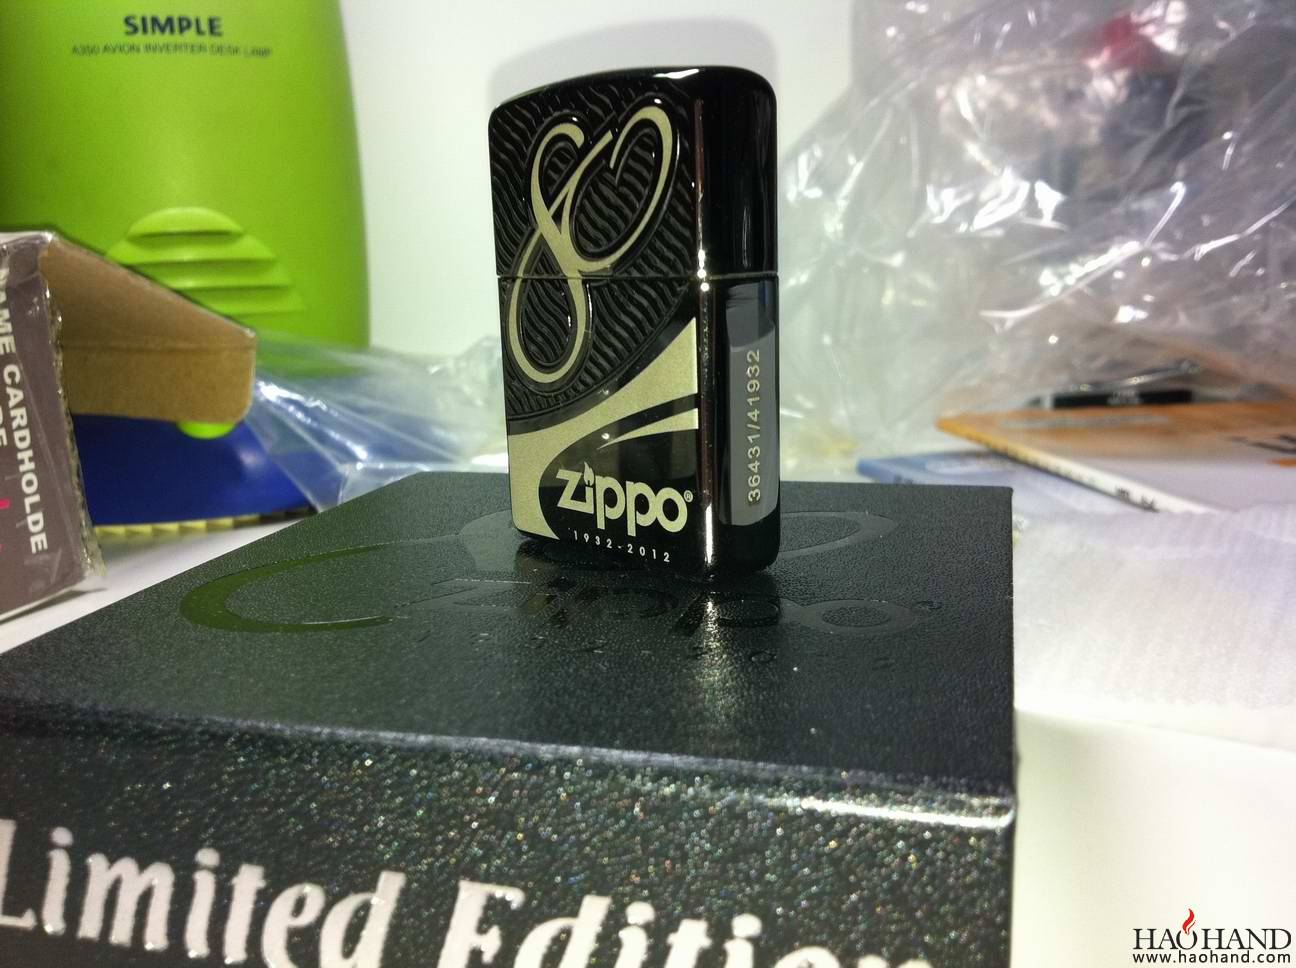 SIMPLE
A350 AVION INVERTER DESK LAMP
80
zippo®
1932-2012
36431/41932
CARDHOLDE
zippo
Limited Edition
HAOHAND
www.haohand.com